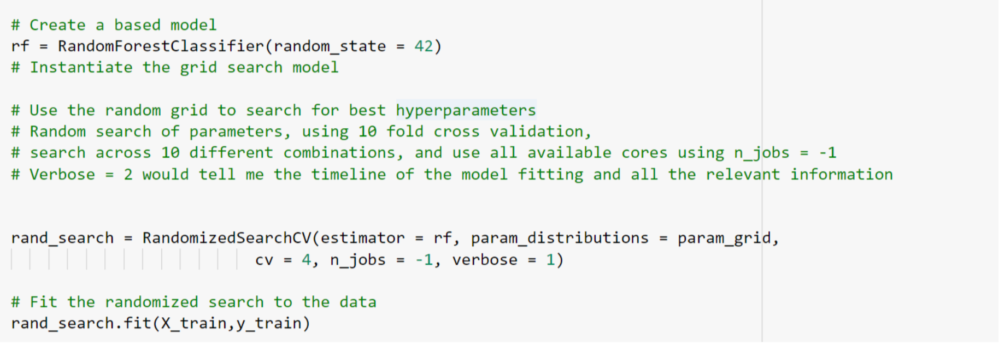 # Create a based model
rf = RandomForestClassifier(random_state = 42)
# Instantiate the grid search model
# Use the random grid to search for best hyperparameters
# Random search of parameters, using 10 fold cross validation,
# search across 10 different combinations, and use all available cores using n_jobs = -1
# Verbose = 2 would tell me the timeline of the model fitting and all the relevant information
rand_search = RandomizedSearchCV(estimator = rf, param_distributions = param_grid,
cv = 4, n_jobs = -1, verbose = 1)
# Fit the randomized search to the data
rand_search.fit(X_train,y_train)